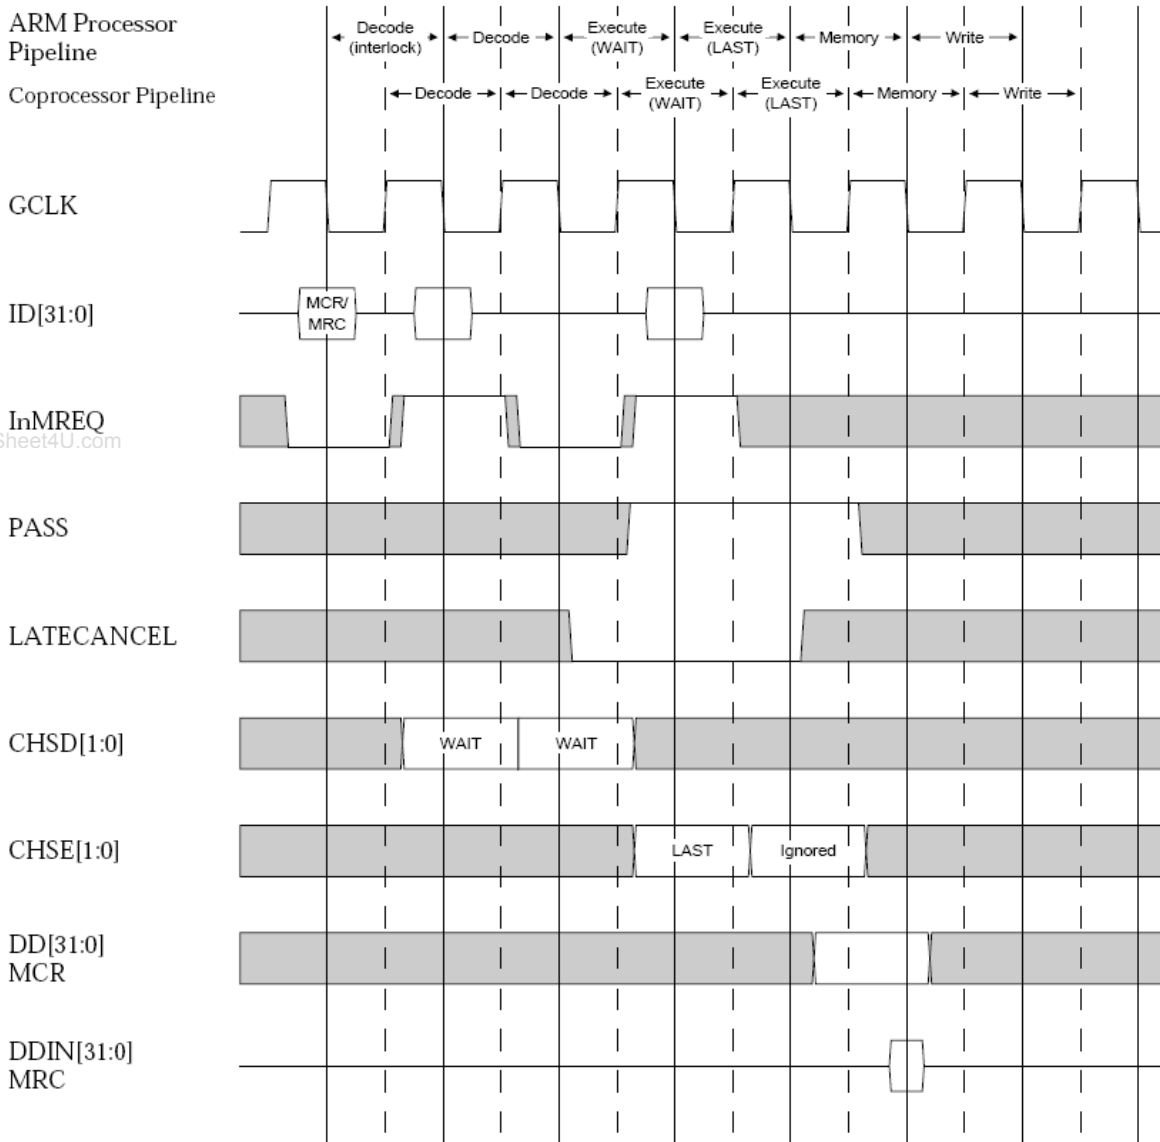 ARM Processor
Pipeline
Decode
(interlock)
Decode
Execute
(WAIT)
Execute
(LAST)
Memory
Write
Coprocessor Pipeline
Decode
Decode
Execute
(WAIT)
Execute
(LAST)
Memory
Write
GCLK
ID[31:0]
MCR/
MRC
InMREQ
Sheet4U.com
PASS
LATECANCEL
CHSD[1:0]
WAIT
WAIT
CHSE[1:0]
LAST
Ignored
DD[31:0]
MCR
DDIN[31:0]
MRC